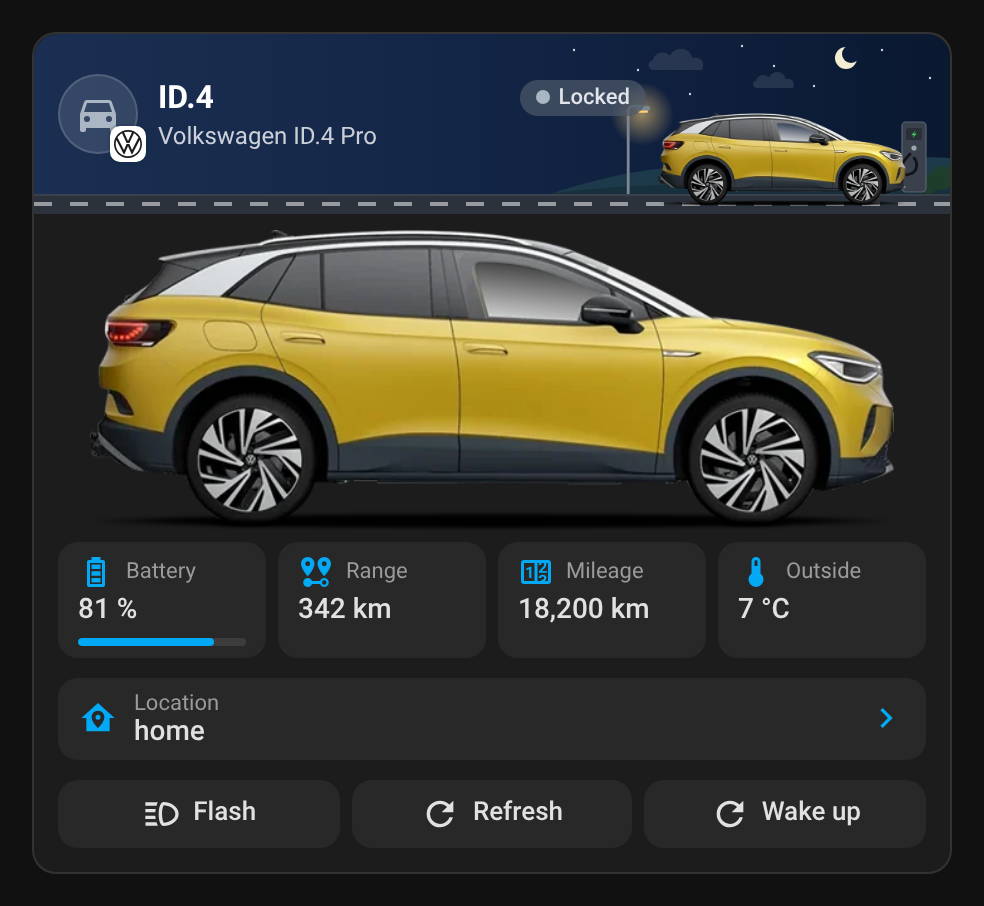 ID.4
Volkswagen ID.4 Pro
Locked
Battery
81 %
Range
342 km
Mileage
18,200 km
Outside
7 °C
Location
home
Flash
Refresh
Wake up